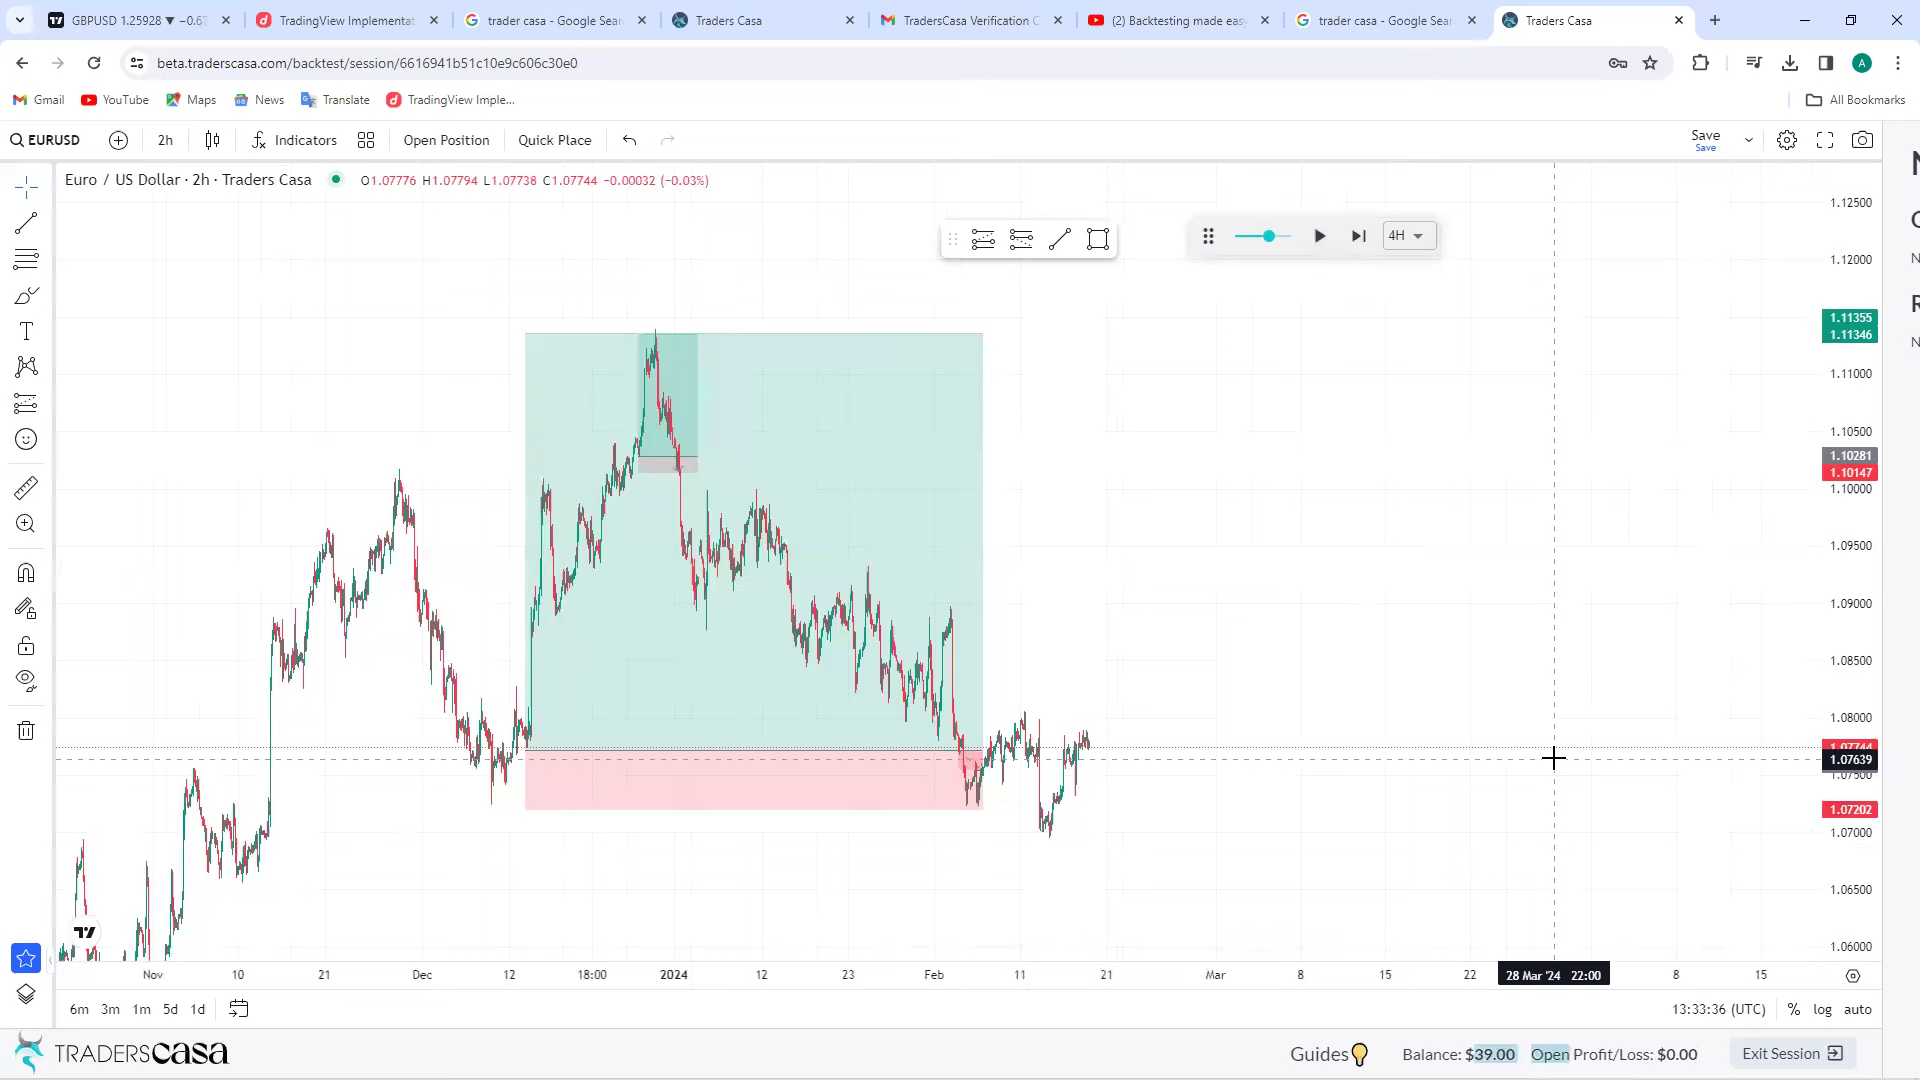 GBPUSD 1.25928 ▼ −0.6
TradingView Implementat
trader casa - Google Sear
Traders Casa
TradersCasa Verification C
(2) Backtesting made easy
trader casa - Google Sear
Traders Casa
beta.traderscasa.com/backtest/session/6616941b51c10e9c606c30e0
Gmail
YouTube
Maps
News
Translate
TradingView Imple...
All Bookmarks
EURUSD
2h
Indicators
Open Position
Quick Place
Save
Save
Euro / US Dollar · 2h · Traders Casa
O1.07776 H1.07794 L1.07738 C1.07744 −0.00032 (−0.03%)
4H
1.12500
1.12000
1.11355
1.11346
1.11000
1.10500
1.10281
1.10147
1.10000
1.09500
1.09000
1.08500
1.08000
1.07744
1.07639
1.07500
1.07202
1.07000
1.06500
1.06000
Nov 10 21 Dec 12 18:00 2024 12 23 Feb 11 21 Mar 8 15 22 28 Mar '24 22:00 8 15
6m 3m 1m 5d 1d
13:33:36 (UTC) % log auto
TRADERSCASA
Guides
Balance: $39.00
Open Profit/Loss: $0.00
Exit Session